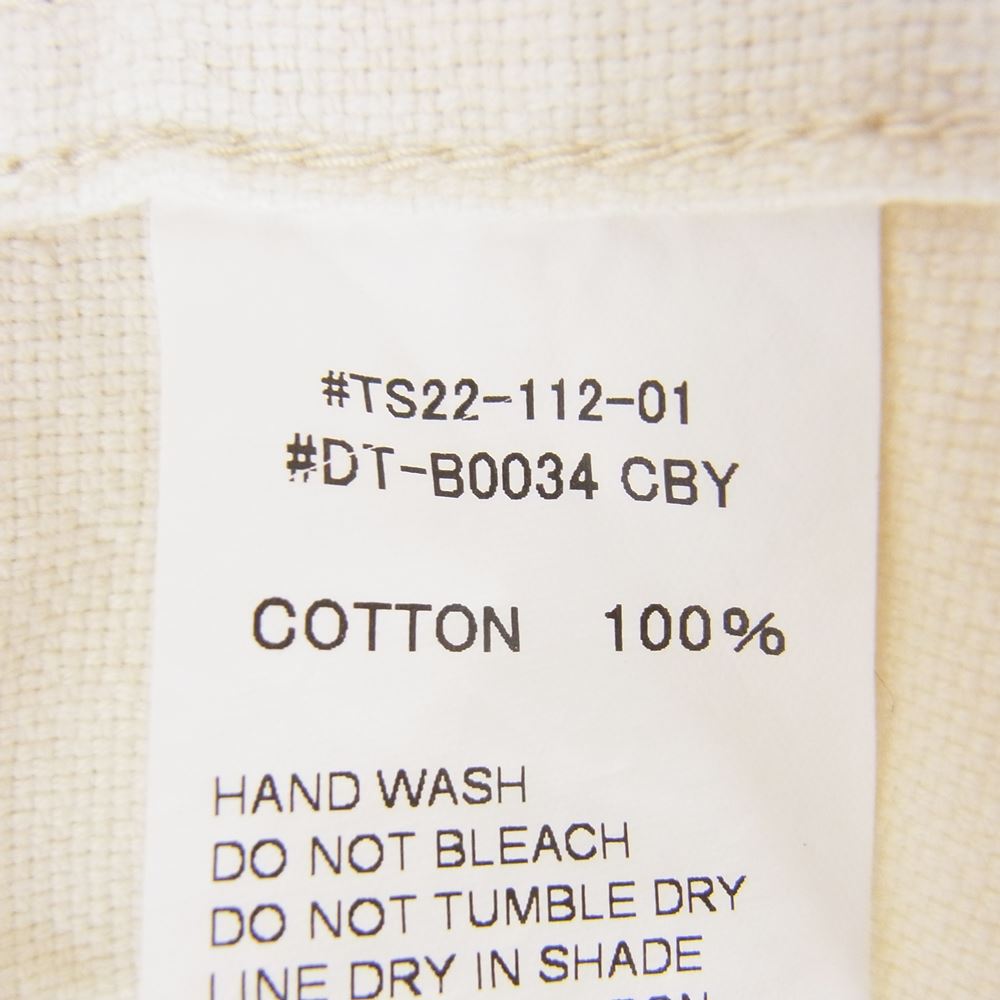 #TS22-112-01
#DT-B0034 CBY
COTTON 100%
HAND WASH
DO NOT BLEACH
DO NOT TUMBLE DRY
LINE DRY IN SHADE